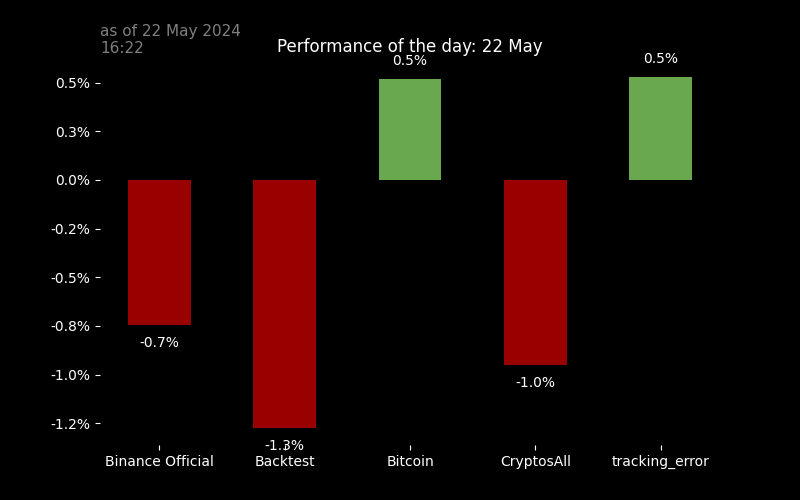 as of 22 May 2024
16:22
Performance of the day: 22 May
0.5%
0.3%
0.0%
-0.2%
-0.5%
-0.8%
-1.0%
-1.2%
-0.7%
-1.3%
0.5%
-1.0%
0.5%
Binance Official
Backtest
Bitcoin
CryptosAll
tracking_error